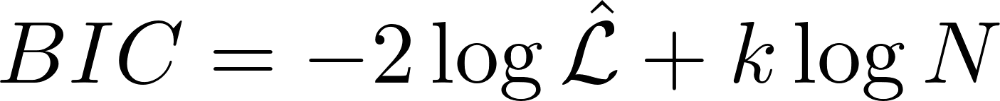 BIC = −2 log ℒ̂ + k log N